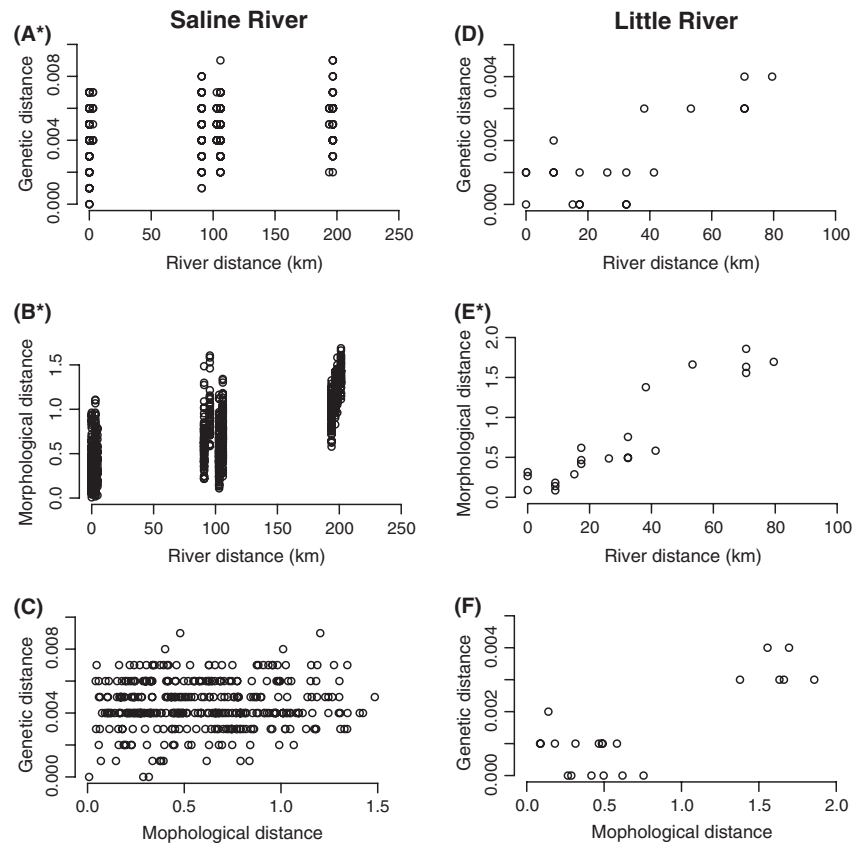 Saline River
Little River
(A*)
Genetic distance
0.000
0.004
0.008
0
50
100
150
200
250
River distance (km)
(D)
Genetic distance
0.000
0.002
0.004
0
20
40
60
80
100
River distance (km)
(B*)
Morphological distance
0.0
0.5
1.0
1.5
0
50
100
150
200
250
River distance (km)
(E*)
Morphological distance
0.0
0.5
1.0
1.5
2.0
0
20
40
60
80
100
River distance (km)
(C)
Genetic distance
0.000
0.004
0.008
0.0
0.5
1.0
1.5
Mophological distance
(F)
Genetic distance
0.000
0.002
0.004
0.0
0.5
1.0
1.5
2.0
Mophological distance